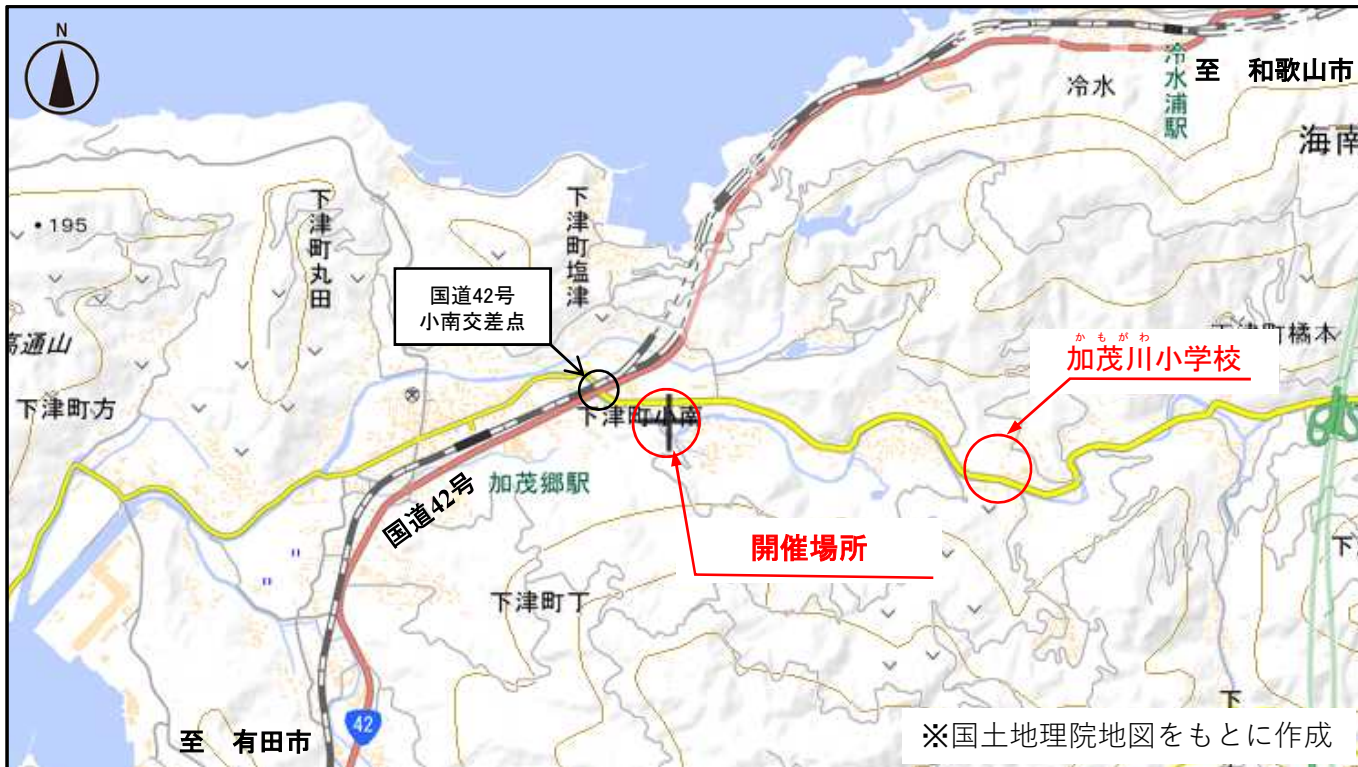 N
至 和歌山市
冷水
冷水浦駅
海南
・195
下津町丸田
下津町塩津
国道42号
小南交差点
高通山
下津町橘本
かもがわ
加茂川小学校
下津町方
下津町小南
加茂郷駅
国道42号
開催場所
下
下津町丁
下
42
至 有田市
※国土地理院地図をもとに作成